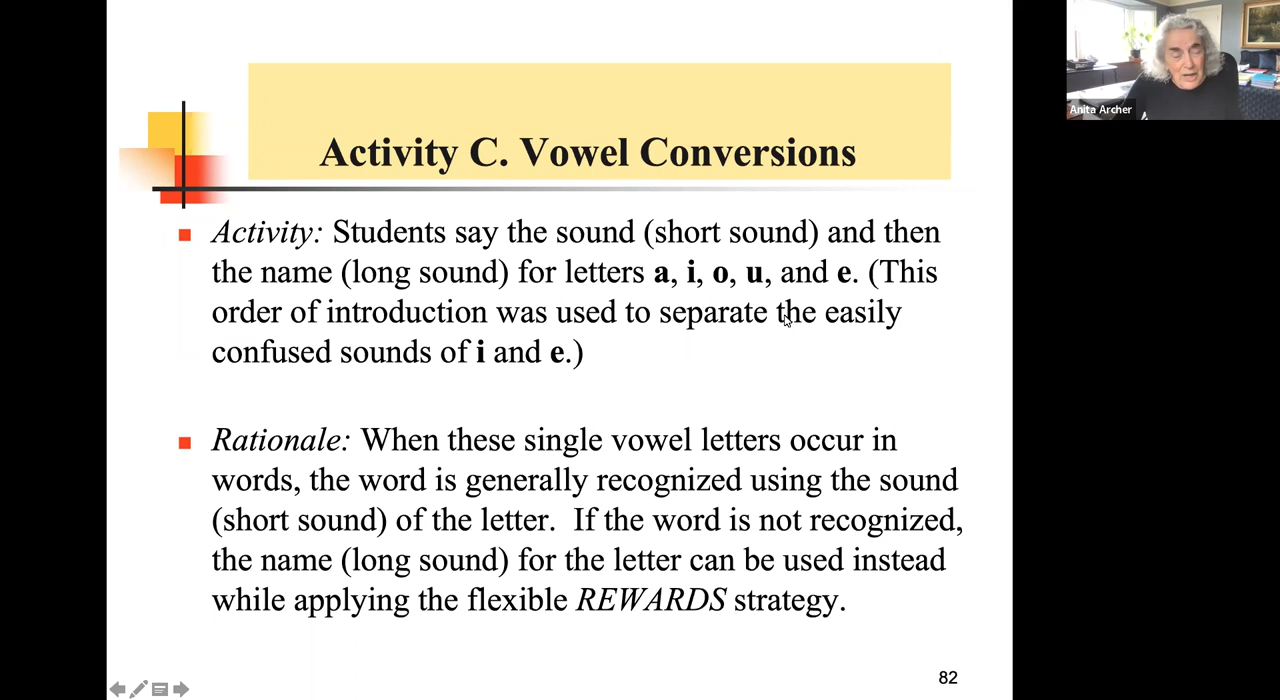 Activity C. Vowel Conversions
Activity: Students say the sound (short sound) and then
the name (long sound) for letters a, i, o, u, and e. (This
order of introduction was used to separate the easily
confused sounds of i and e.)
Rationale: When these single vowel letters occur in
words, the word is generally recognized using the sound
(short sound) of the letter. If the word is not recognized,
the name (long sound) for the letter can be used instead
while applying the flexible REWARDS strategy.
82
Anita Archer